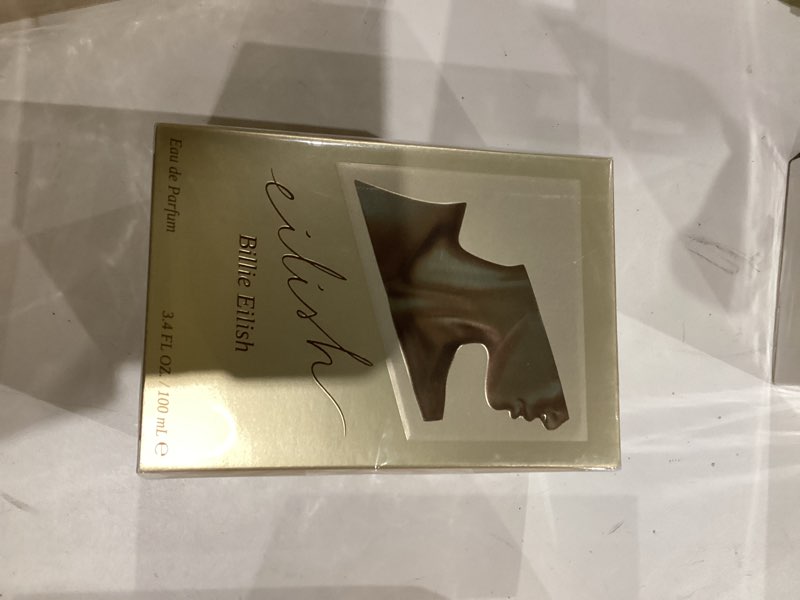 eilish
Billie Eilish
Eau de Parfum 3.4 FL OZ. / 100 mL ℮